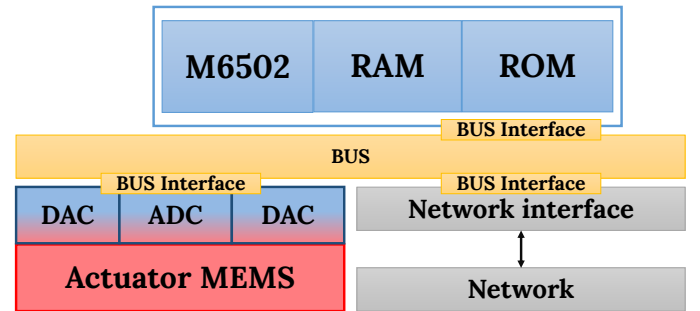 M6502 RAM ROM
BUS Interface
BUS
BUS Interface BUS Interface
DAC ADC DAC Network interface
Actuator MEMS Network